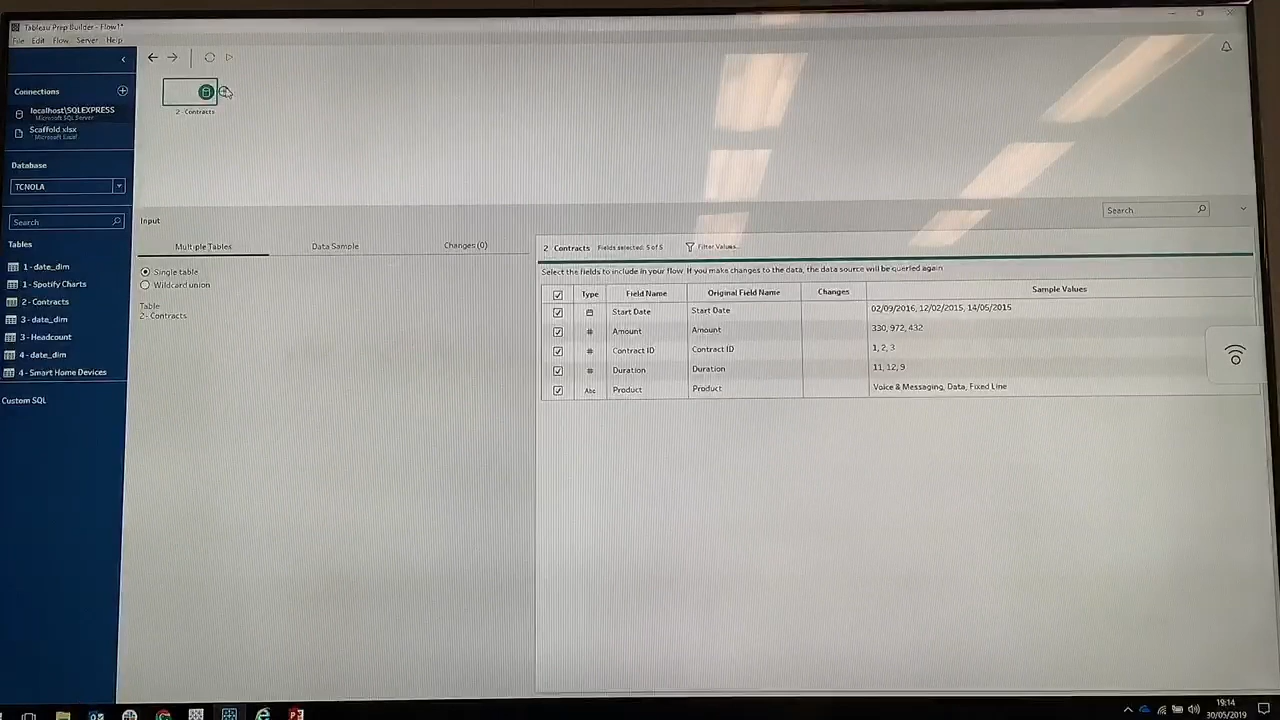 Tableau Prep Builder - Flow1*
File Edit Flow Server Help
Connections
localhost\SQLEXPRESS
Microsoft SQL Server
Scaffold.xlsx
Microsoft Excel
Database
TCNOLA
Search
Tables
1 - date_dim
1 - Spotify Charts
2 - Contracts
3 - date_dim
3 - Headcount
4 - date_dim
4 - Smart Home Devices
Custom SQL
2 - Contracts
Input
Search
Multiple Tables Data Sample Changes (0)
Single table
Wildcard union
Table
2 - Contracts
2 Contracts Fields selected: 5 of 5 Filter Values...
Select the fields to include in your flow. If you make changes to the data, the data source will be queried again
Type Field Name Original Field Name Changes Sample Values
Start Date Start Date 02/09/2016, 12/02/2015, 14/05/2015
# Amount Amount 330, 972, 432
# Contract ID Contract ID 1, 2, 3
# Duration Duration 11, 12, 9
Abc Product Product Voice & Messaging, Data, Fixed Line
19:14
30/05/2019